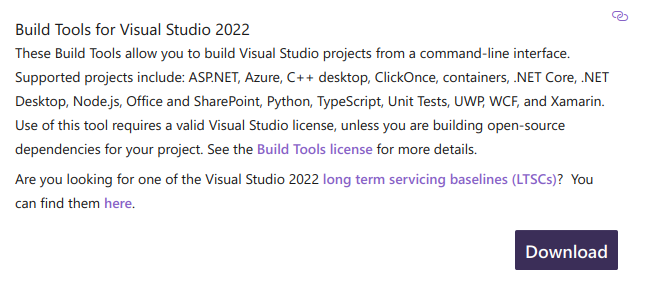 Build Tools for Visual Studio 2022
These Build Tools allow you to build Visual Studio projects from a command-line interface.
Supported projects include: ASP.NET, Azure, C++ desktop, ClickOnce, containers, .NET Core, .NET
Desktop, Node.js, Office and SharePoint, Python, TypeScript, Unit Tests, UWP, WCF, and Xamarin.
Use of this tool requires a valid Visual Studio license, unless you are building open-source
dependencies for your project. See the Build Tools license for more details.
Are you looking for one of the Visual Studio 2022 long term servicing baselines (LTSCs)? You
can find them here.
Download